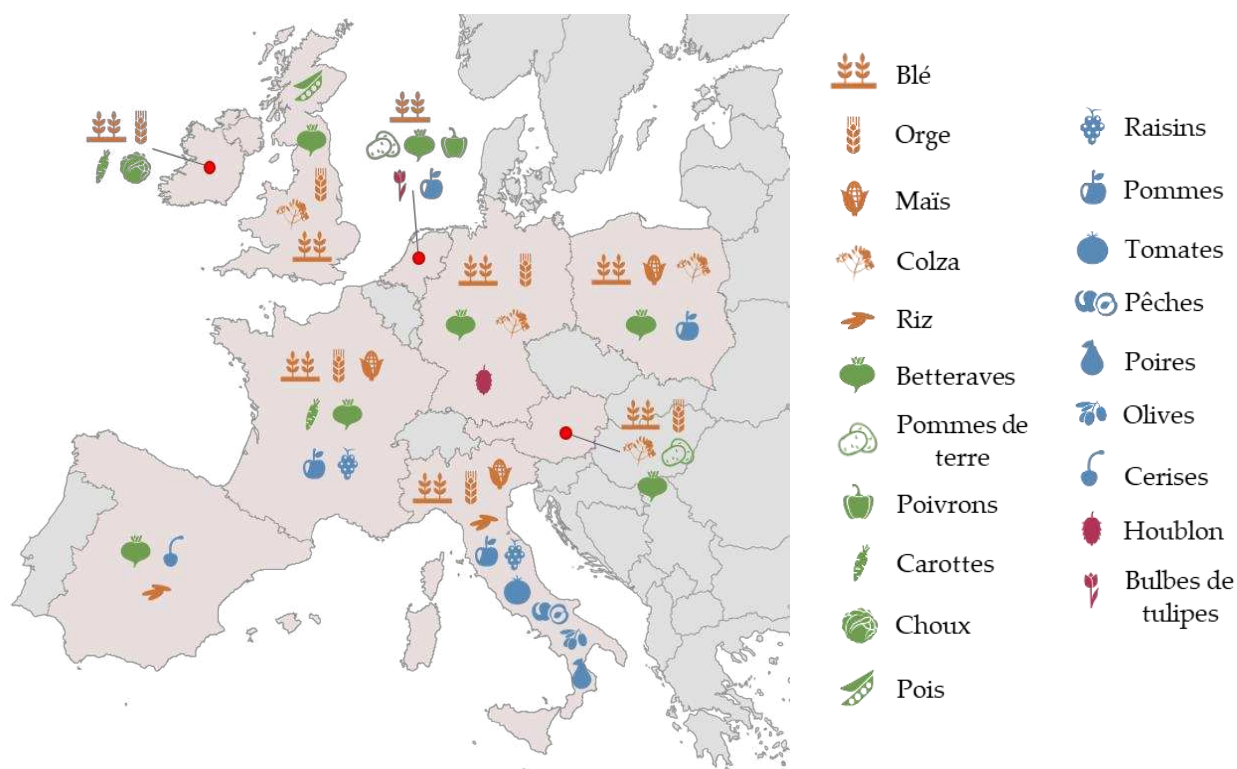 Blé
Orge
Maïs
Colza
Riz
Betteraves
Pommes de
terre
Poivrons
Carottes
Choux
Pois
Raisins
Pommes
Tomates
Pêches
Poires
Olives
Cerises
Houblon
Bulbes de
tulipes